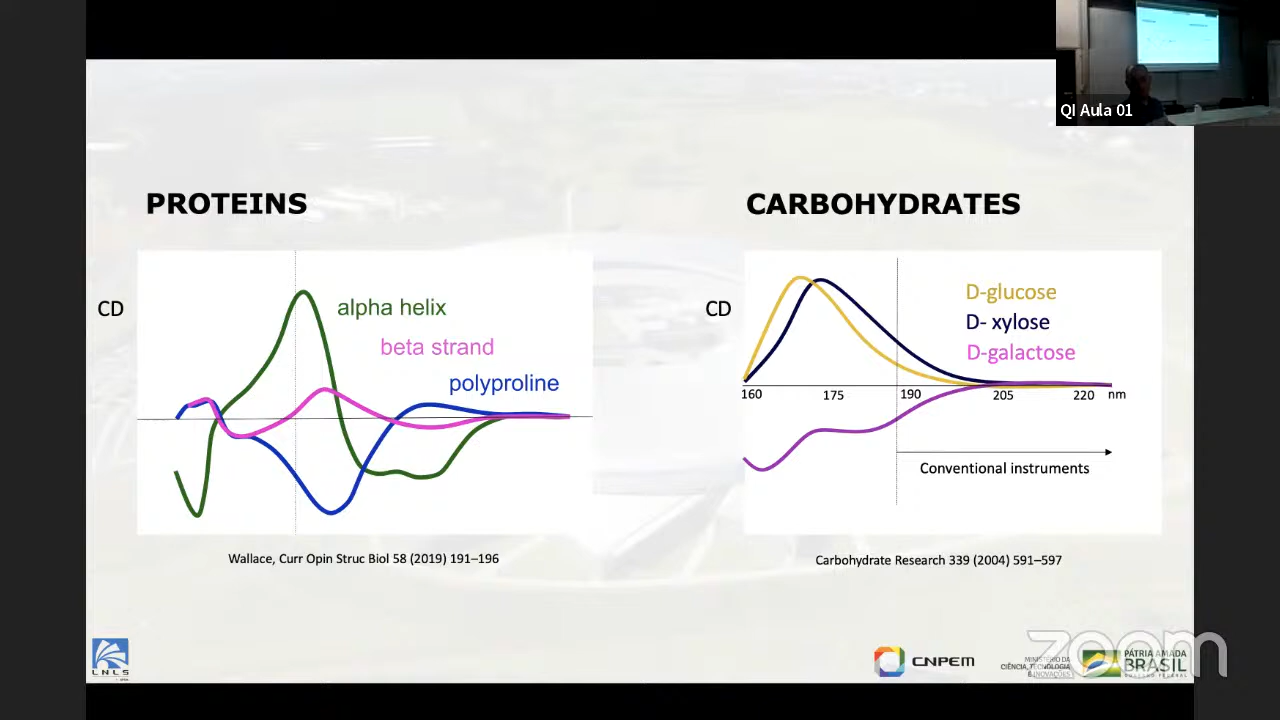 QI Aula 01
PROTEINS
CD
alpha helix
beta strand
polyproline
Wallace, Curr Opin Struc Biol 58 (2019) 191–196
CARBOHYDRATES
CD
D-glucose
D- xylose
D-galactose
160 175 190 205 220 nm
Conventional instruments
Carbohydrate Research 339 (2004) 591–597
LNLS
CNPEM
MINISTÉRIO DA
CIÊNCIA, TECNOLOGIA
E INOVAÇÕES
PÁTRIA AMADA
BRASIL
zoom